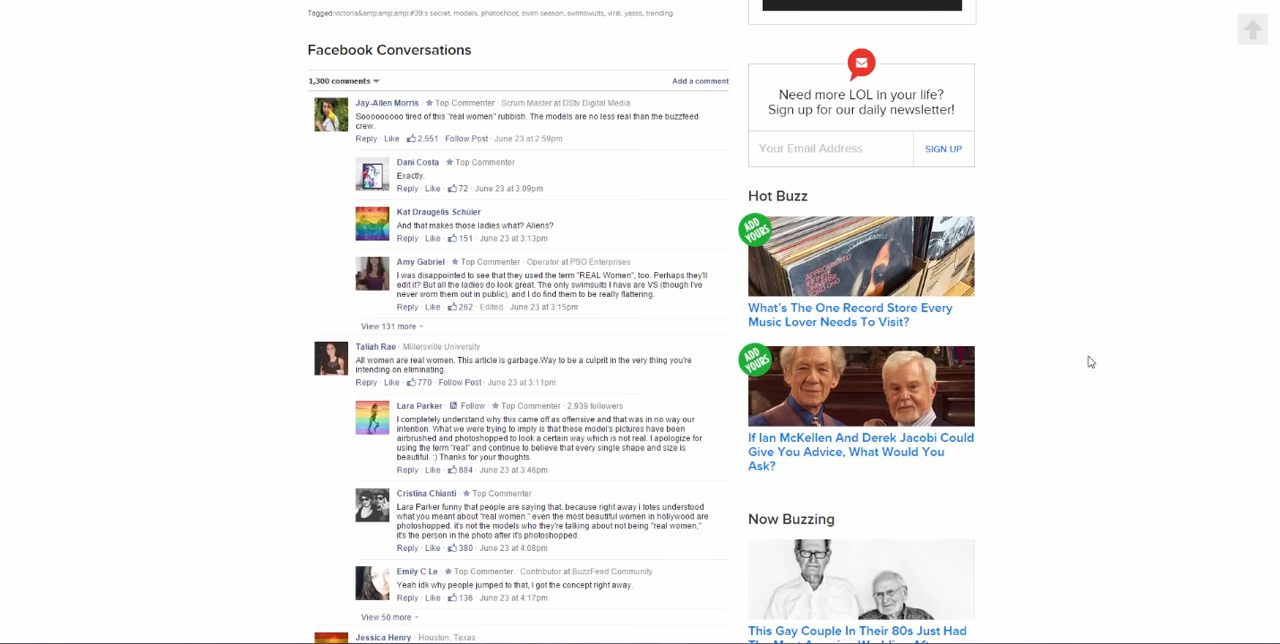 Tagged:victoria&amp;amp;amp;#39;s secret, models, photoshoot, swim season, swimswuits, viral, yasss, trending
Facebook Conversations
1,300 comments
Add a comment
Jay-Allen Morris · Top Commenter · Scrum Master at DStv Digital Media
Sooooooooo tired of this "real women" rubbish. The models are no less real than the buzzfeed
crew.
Reply · Like · 2,551 · Follow Post · June 23 at 2:59pm
Dani Costa · Top Commenter
Exactly.
Reply · Like · 72 · June 23 at 3:09pm
Kat Draugelis Schüler
And that makes those ladies what? Aliens?
Reply · Like · 151 · June 23 at 3:13pm
Amy Gabriel · Top Commenter · Operator at PSO Enterprises
I was disappointed to see that they used the term "REAL Women", too. Perhaps they'll
edit it? But all the ladies do look great. The only swimsuits I have are VS (though I've
never worn them out in public), and I do find them to be really flattering.
Reply · Like · 262 · Edited · June 23 at 3:15pm
View 131 more
Taliah Rae · Millersville University
All women are real women. This article is garbage.Way to be a culprit in the very thing you're
intending on eliminating.
Reply · Like · 770 · Follow Post · June 23 at 3:11pm
Lara Parker · Follow · Top Commenter · 2,939 followers
I completely understand why this came off as offensive and that was in no way our
intention. What we were trying to imply is that these model's pictures have been
airbrushed and photoshopped to look a certain way which is not real. I apologize for
using the term "real" and continue to believe that every single shape and size is
beautiful. :) Thanks for your thoughts.
Reply · Like · 884 · June 23 at 3:46pm
Cristina Chianti · Top Commenter
Lara Parker funny that people are saying that, because right away i totes understood
what you meant about "real women." even the most beautiful women in hollywood are
photoshopped. it's not the models who they're talking about not being "real women,"
it's the person in the photo after it's photoshopped.
Reply · Like · 380 · June 23 at 4:08pm
Emily C Le · Top Commenter · Contributor at BuzzFeed Community
Yeah idk why people jumped to that, I got the concept right away.
Reply · Like · 136 · June 23 at 4:17pm
View 50 more
Jessica Henry · Houston, Texas
Need more LOL in your life?
Sign up for our daily newsletter!
Your Email Address
SIGN UP
Hot Buzz
ADD
YOURS
What's The One Record Store Every
Music Lover Needs To Visit?
ADD
YOURS
If Ian McKellen And Derek Jacobi Could
Give You Advice, What Would You
Ask?
Now Buzzing
This Gay Couple In Their 80s Just Had
The Most Amazing Wedding After